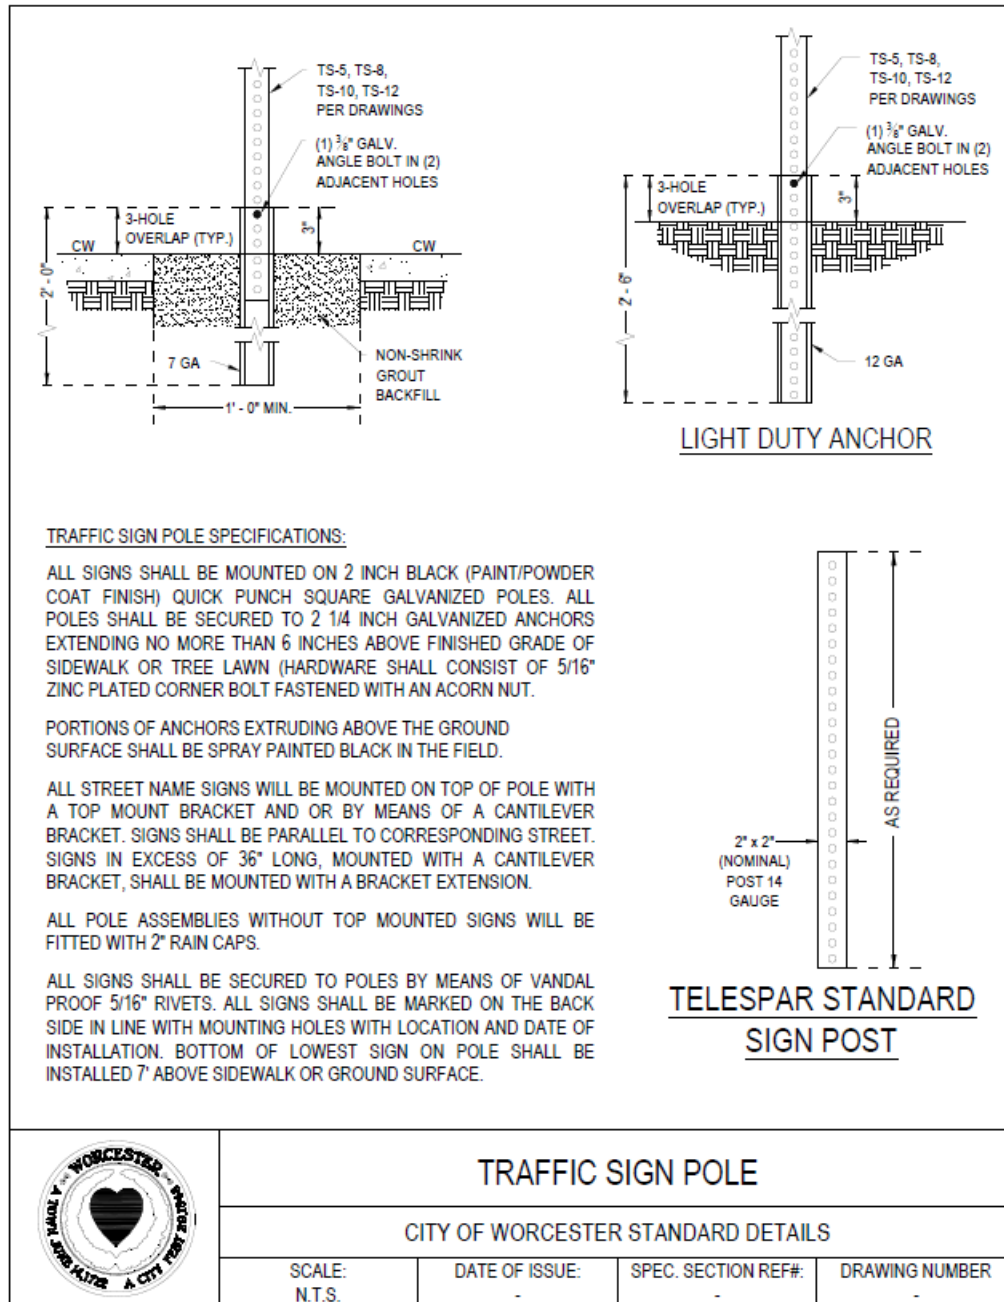 TS-5, TS-8,
TS-10, TS-12
PER DRAWINGS
(1) 3/8" GALV.
ANGLE BOLT IN (2)
ADJACENT HOLES
3-HOLE
OVERLAP (TYP.)
3"
CW
CW
2' - 0"
7 GA
NON-SHRINK
GROUT
BACKFILL
1' - 0" MIN.
TS-5, TS-8,
TS-10, TS-12
PER DRAWINGS
(1) 3/8" GALV.
ANGLE BOLT IN (2)
ADJACENT HOLES
3-HOLE
OVERLAP (TYP.)
3"
2' - 6"
12 GA
LIGHT DUTY ANCHOR
TRAFFIC SIGN POLE SPECIFICATIONS:
ALL SIGNS SHALL BE MOUNTED ON 2 INCH BLACK (PAINT/POWDER
COAT FINISH) QUICK PUNCH SQUARE GALVANIZED POLES. ALL
POLES SHALL BE SECURED TO 2 1/4 INCH GALVANIZED ANCHORS
EXTENDING NO MORE THAN 6 INCHES ABOVE FINISHED GRADE OF
SIDEWALK OR TREE LAWN (HARDWARE SHALL CONSIST OF 5/16"
ZINC PLATED CORNER BOLT FASTENED WITH AN ACORN NUT.
PORTIONS OF ANCHORS EXTRUDING ABOVE THE GROUND
SURFACE SHALL BE SPRAY PAINTED BLACK IN THE FIELD.
ALL STREET NAME SIGNS WILL BE MOUNTED ON TOP OF POLE WITH
A TOP MOUNT BRACKET AND OR BY MEANS OF A CANTILEVER
BRACKET. SIGNS SHALL BE PARALLEL TO CORRESPONDING STREET.
SIGNS IN EXCESS OF 36" LONG, MOUNTED WITH A CANTILEVER
BRACKET, SHALL BE MOUNTED WITH A BRACKET EXTENSION.
ALL POLE ASSEMBLIES WITHOUT TOP MOUNTED SIGNS WILL BE
FITTED WITH 2" RAIN CAPS.
ALL SIGNS SHALL BE SECURED TO POLES BY MEANS OF VANDAL
PROOF 5/16" RIVETS. ALL SIGNS SHALL BE MARKED ON THE BACK
SIDE IN LINE WITH MOUNTING HOLES WITH LOCATION AND DATE OF
INSTALLATION. BOTTOM OF LOWEST SIGN ON POLE SHALL BE
INSTALLED 7' ABOVE SIDEWALK OR GROUND SURFACE.
AS REQUIRED
2" x 2"
(NOMINAL)
POST 14
GAUGE
TELESPAR STANDARD
SIGN POST
WORCESTER
A TOWN JUNE 14, 1722
A CITY FEBY
TRAFFIC SIGN POLE
CITY OF WORCESTER STANDARD DETAILS
SCALE:
N.T.S.
DATE OF ISSUE:
-
SPEC. SECTION REF#:
-
DRAWING NUMBER
-